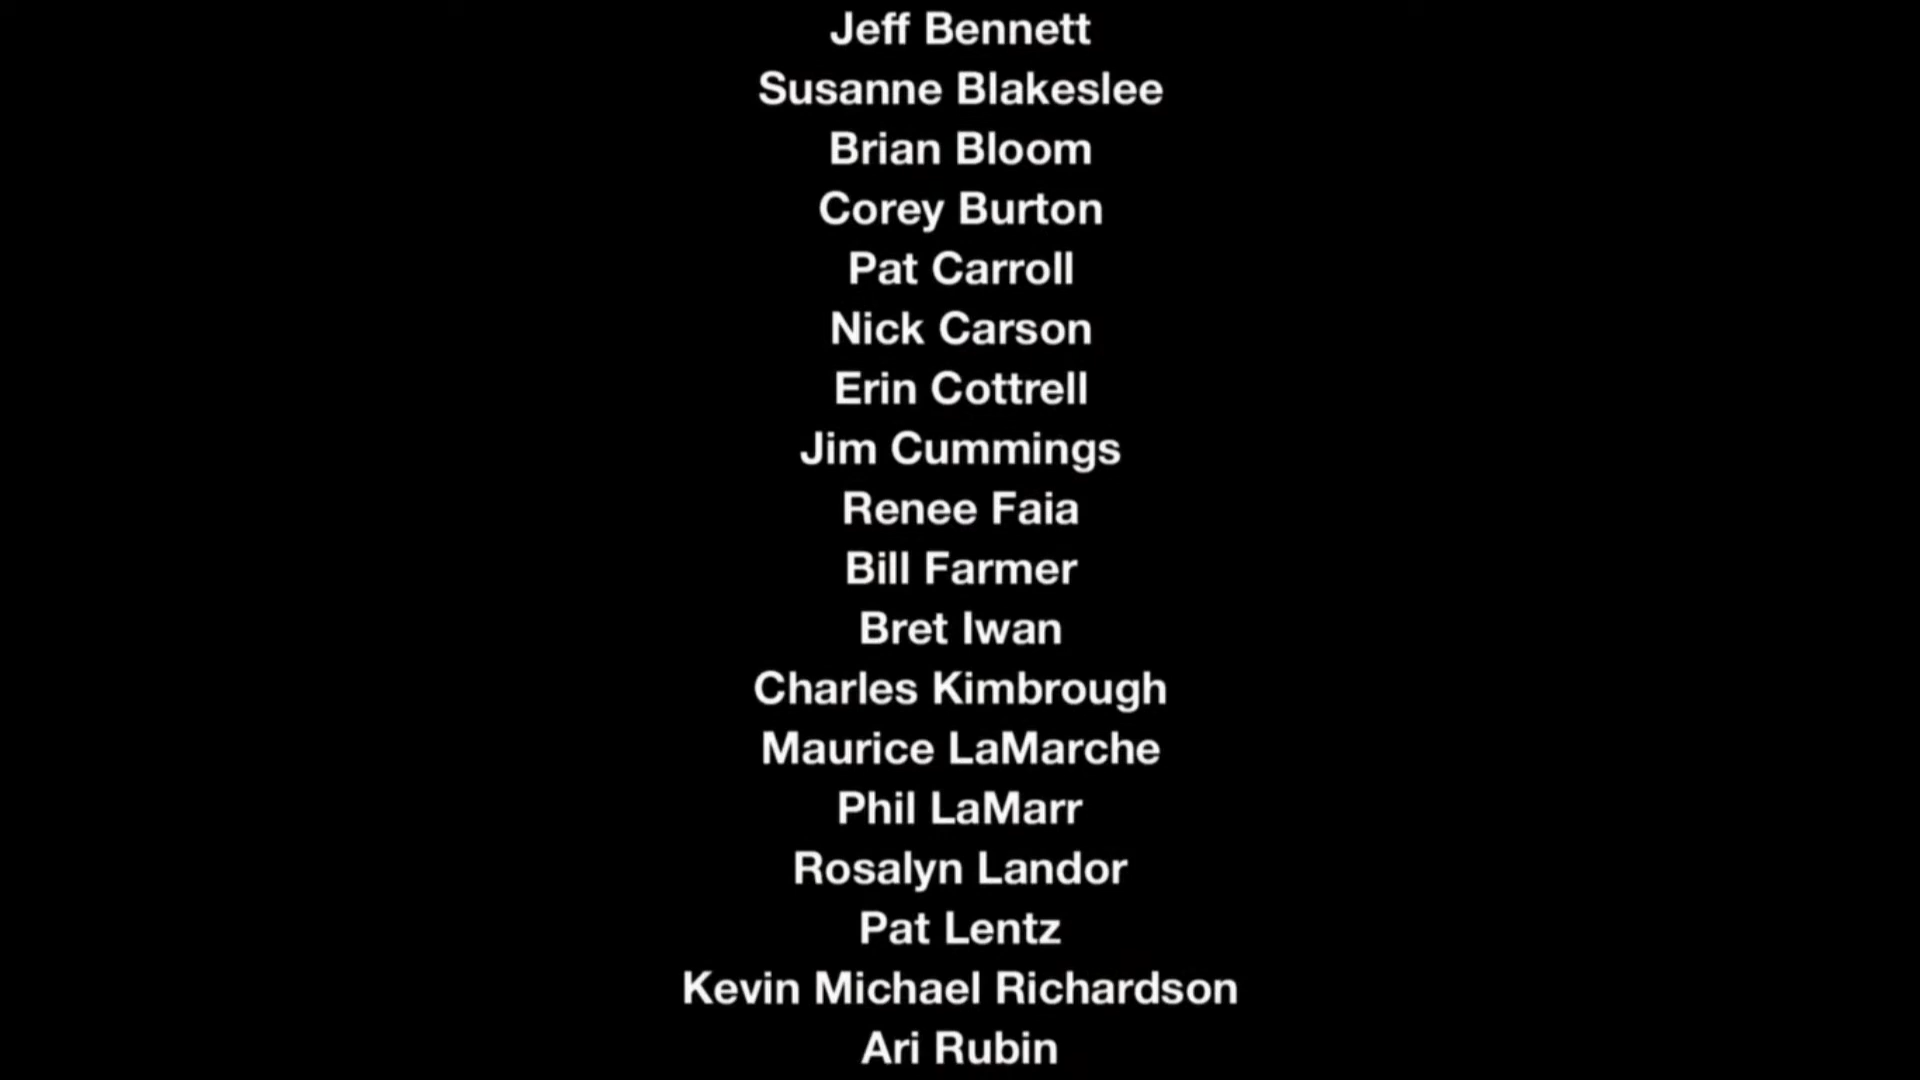 Jeff Bennett
Susanne Blakeslee
Brian Bloom
Corey Burton
Pat Carroll
Nick Carson
Erin Cottrell
Jim Cummings
Renee Faia
Bill Farmer
Bret Iwan
Charles Kimbrough
Maurice LaMarche
Phil LaMarr
Rosalyn Landor
Pat Lentz
Kevin Michael Richardson
Ari Rubin